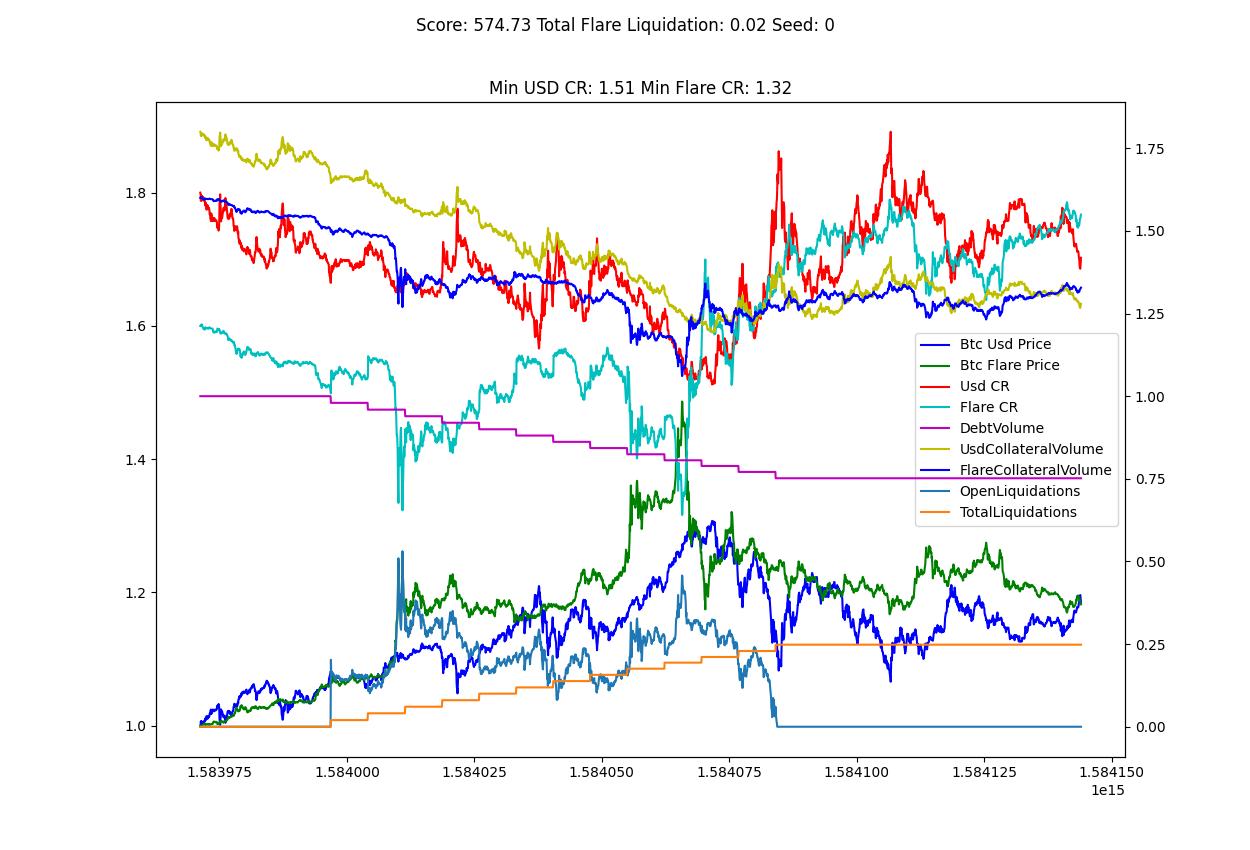 Score: 574.73 Total Flare Liquidation: 0.02 Seed: 0
Min USD CR: 1.51 Min Flare CR: 1.32
1.8
1.6
1.4
1.2
1.0
1.75
1.50
1.25
1.00
0.75
0.50
0.25
0.00
Btc Usd Price
Btc Flare Price
Usd CR
Flare CR
DebtVolume
UsdCollateralVolume
FlareCollateralVolume
OpenLiquidations
TotalLiquidations
1.583975 1.584000 1.584025 1.584050 1.584075 1.584100 1.584125 1.584150
1e15